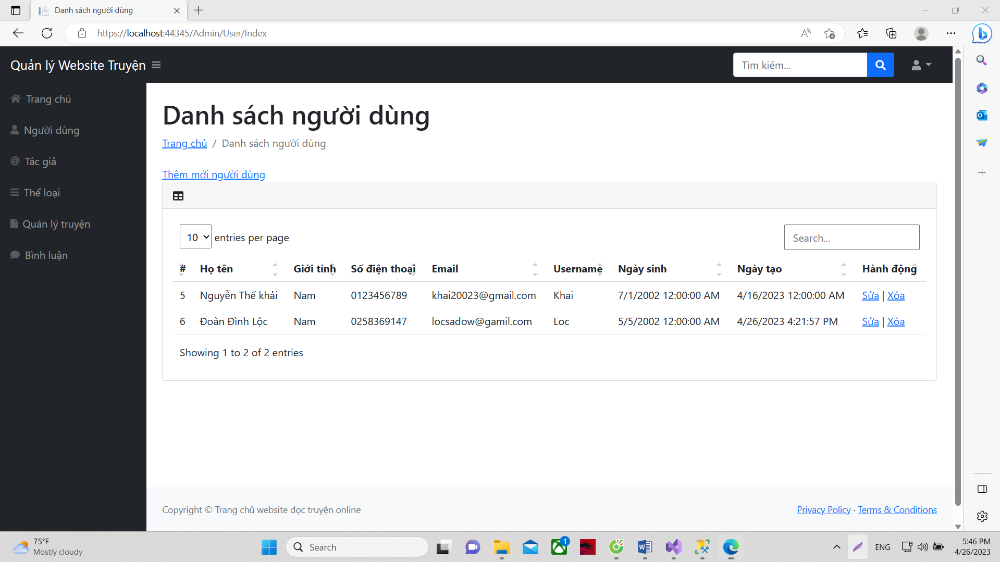 Danh sách người dùng
https://localhost:44345/Admin/User/Index
Quản lý Website Truyện
Tìm kiếm...
Trang chủ
Người dùng
Tác giả
Thể loại
Quản lý truyện
Bình luận
Danh sách người dùng
Trang chủ / Danh sách người dùng
Thêm mới người dùng
10 entries per page
Search...
# Họ tên Giới tính Số điện thoại Email Username Ngày sinh Ngày tạo Hành động
5 Nguyễn Thế khải Nam 0123456789 khai20023@gmail.com Khai 7/1/2002 12:00:00 AM 4/16/2023 12:00:00 AM Sửa | Xóa
6 Đoàn Đình Lộc Nam 0258369147 locsadow@gamil.com Loc 5/5/2002 12:00:00 AM 4/26/2023 4:21:57 PM Sửa | Xóa
Showing 1 to 2 of 2 entries
Copyright © Trang chủ website đọc truyện online
Privacy Policy · Terms & Conditions
75°F
Mostly cloudy
Search
1
ENG
5:46 PM
4/26/2023